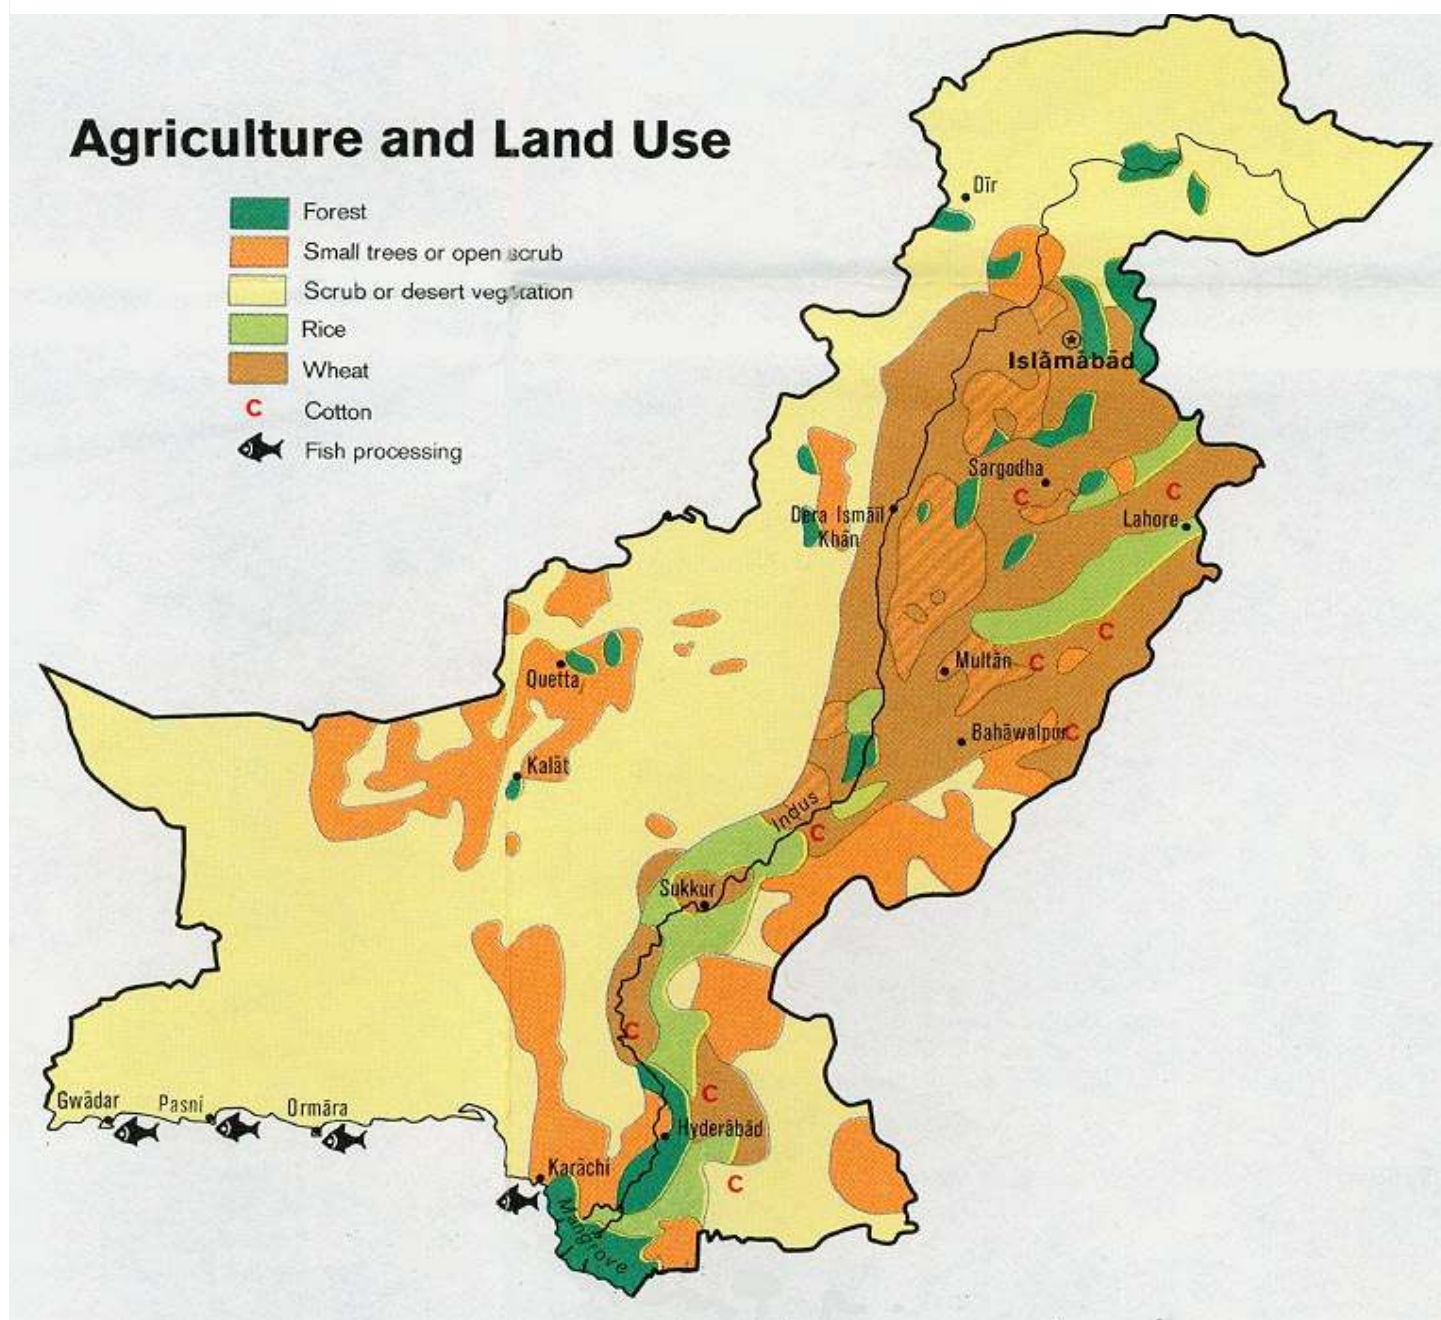 Agriculture and Land Use
Forest
Small trees or open scrub
Scrub or desert vegetation
Rice
Wheat
C Cotton
Fish processing
Dīr
Islāmābād
Sargodha
C
C
Lahore
Dera Ismāil
Khān
C
Multān
C
Quetta
Bahāwalpur
C
Kalāt
Indus
C
Sukkur
C
C
Gwādar
Pasni
Ormāra
Hyderābād
Karāchi
C
Mangrove